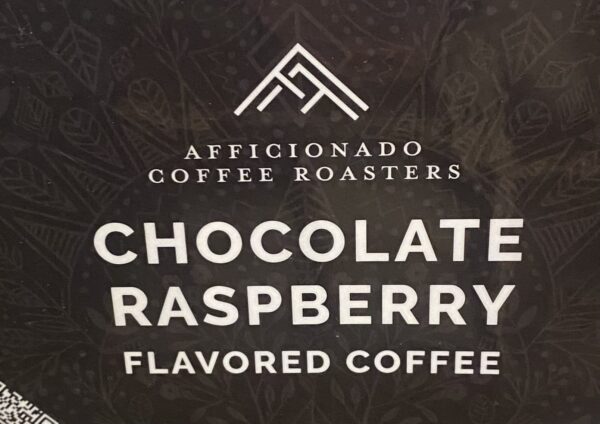 AFFICIONADO
COFFEE ROASTERS
CHOCOLATE
RASPBERRY
FLAVORED COFFEE